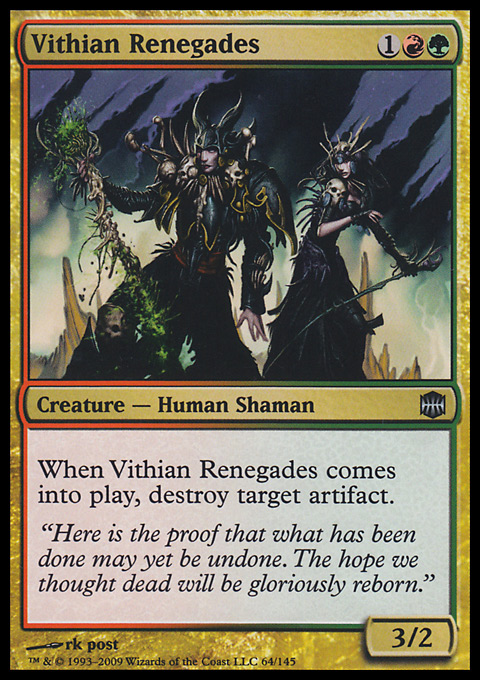 Vithian Renegades 1
Creature — Human Shaman
When Vithian Renegades comes
into play, destroy target artifact.
“Here is the proof that what has been
done may yet be undone. The hope we
thought dead will be gloriously reborn.”
rk post
3/2
™ & © 1993–2009 Wizards of the Coast LLC 64/145